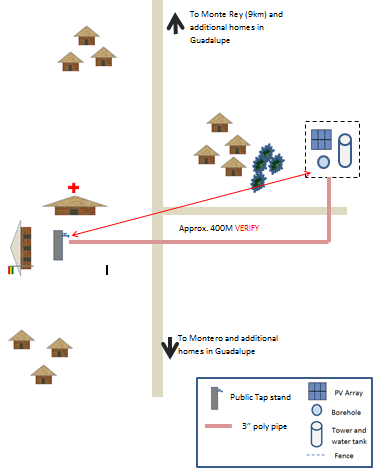 To Monte Rey (9km) and
additional homes in
Guadalupe
Approx. 400M VERIFY
To Montero and additional
homes in Guadalupe
Public Tap stand
3" poly pipe
PV Array
Borehole
Tower and
water tank
Fence